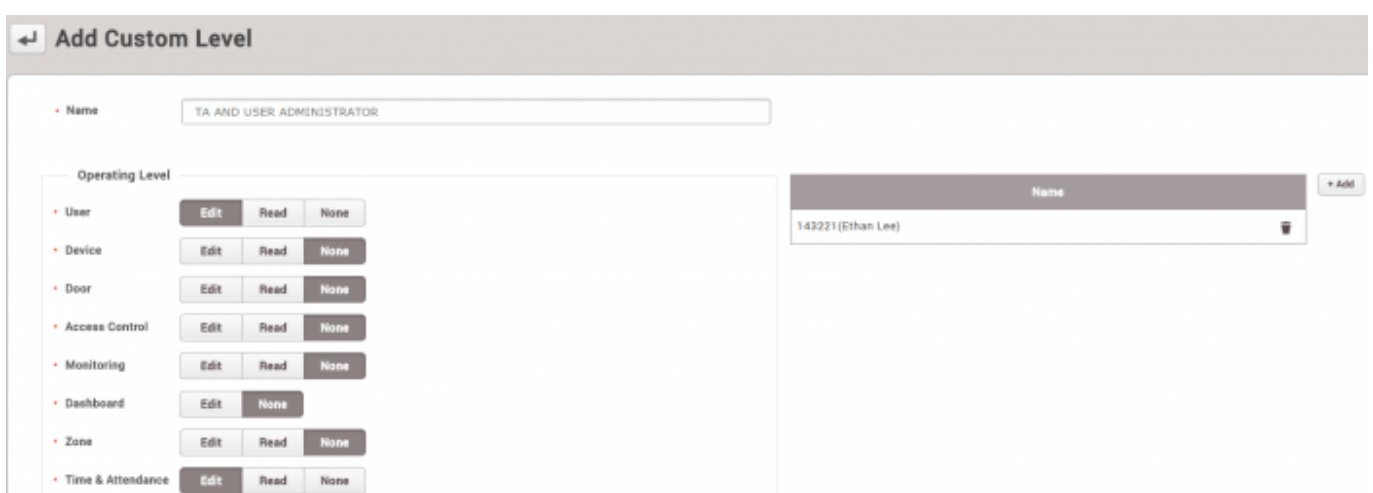 Add Custom Level
Name
TA AND USER ADMINISTRATOR
Operating Level
User Edit Read None
Device Edit Read None
Door Edit Read None
Access Control Edit Read None
Monitoring Edit Read None
Dashboard Edit None
Zone Edit Read None
Time & Attendance Edit Read None
Name
+ Add
143221(Ethan Lee)